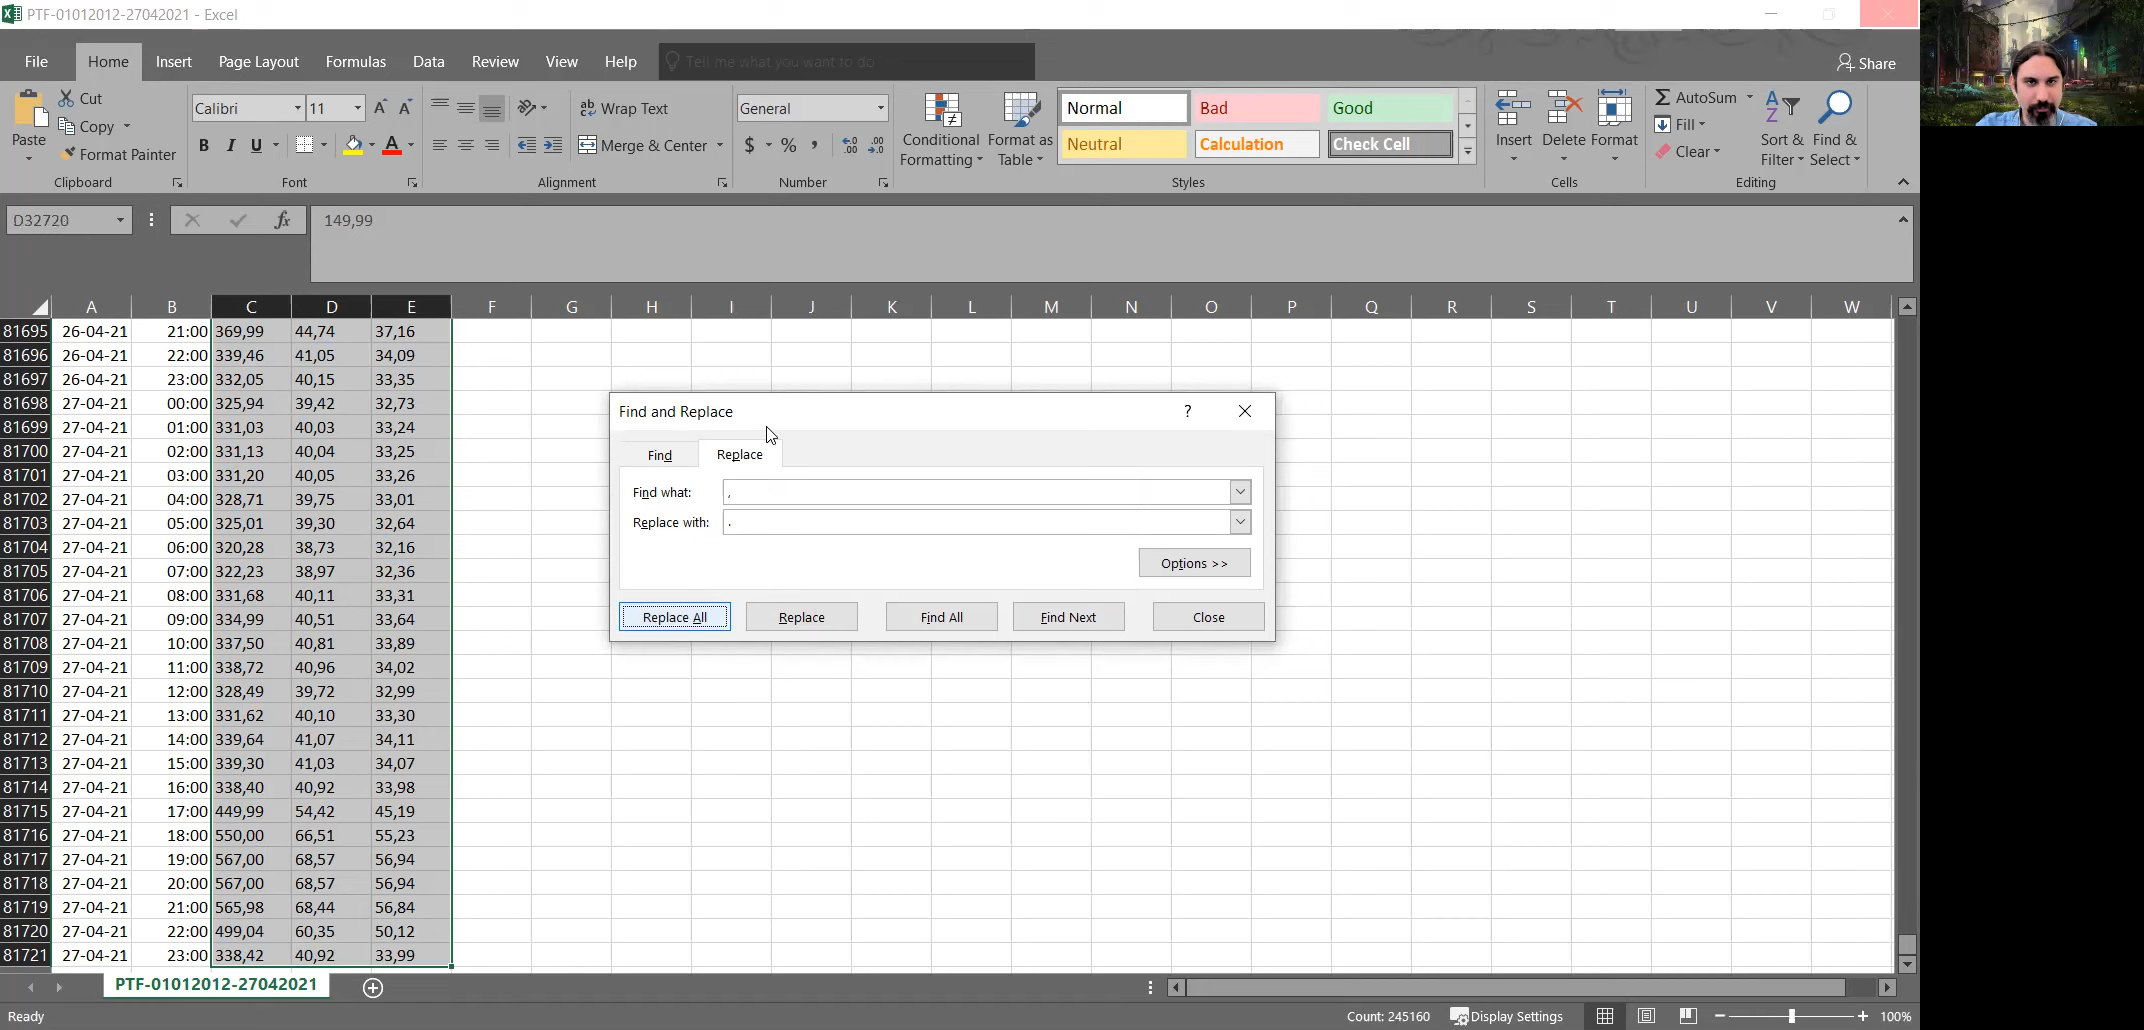 PTF-01012012-27042021 - Excel
File Home Insert Page Layout Formulas Data Review View Help Tell me what you want to do Share
Cut
Copy
Format Painter
Paste
Clipboard
Calibri 11
B I U
Font
Wrap Text
Merge & Center
Alignment
General
$ % ,
Number
Conditional Formatting
Format as Table
Normal Bad Good
Neutral Calculation Check Cell
Styles
Insert Delete Format
Cells
AutoSum
Fill
Clear
Sort & Filter
Find & Select
Editing
D32720 fx 149,99
A B C D E F G H I J K L M N O P Q R S T U V W
81695 26-04-21 21:00 369,99 44,74 37,16
81696 26-04-21 22:00 339,46 41,05 34,09
81697 26-04-21 23:00 332,05 40,15 33,35
81698 27-04-21 00:00 325,94 39,42 32,73
81699 27-04-21 01:00 331,03 40,03 33,24
81700 27-04-21 02:00 331,13 40,04 33,25
81701 27-04-21 03:00 331,20 40,05 33,26
81702 27-04-21 04:00 328,71 39,75 33,01
81703 27-04-21 05:00 325,01 39,30 32,64
81704 27-04-21 06:00 320,28 38,73 32,16
81705 27-04-21 07:00 322,23 38,97 32,36
81706 27-04-21 08:00 331,68 40,11 33,31
81707 27-04-21 09:00 334,99 40,51 33,64
81708 27-04-21 10:00 337,50 40,81 33,89
81709 27-04-21 11:00 338,72 40,96 34,02
81710 27-04-21 12:00 328,49 39,72 32,99
81711 27-04-21 13:00 331,62 40,10 33,30
81712 27-04-21 14:00 339,64 41,07 34,11
81713 27-04-21 15:00 339,30 41,03 34,07
81714 27-04-21 16:00 338,40 40,92 33,98
81715 27-04-21 17:00 449,99 54,42 45,19
81716 27-04-21 18:00 550,00 66,51 55,23
81717 27-04-21 19:00 567,00 68,57 56,94
81718 27-04-21 20:00 567,00 68,57 56,94
81719 27-04-21 21:00 565,98 68,44 56,84
81720 27-04-21 22:00 499,04 60,35 50,12
81721 27-04-21 23:00 338,42 40,92 33,99
Find and Replace ?
Find Replace
Find what: ,
Replace with: .
Options >>
Replace All Replace Find All Find Next Close
PTF-01012012-27042021
Ready Count: 245160 Display Settings 100%